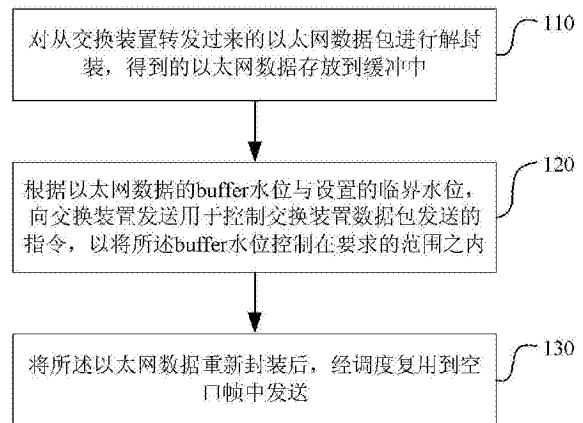 110
对从交换装置转发过来的以太网数据包进行解封
装，得到的以太网数据存放到缓冲中
120
根据以太网数据的buffer水位与设置的临界水位，
向交换装置发送用于控制交换装置数据包发送的
指令，以将所述buffer水位控制在要求的范围之内
130
将所述以太网数据重新封装后，经调度复用到空
口帧中发送